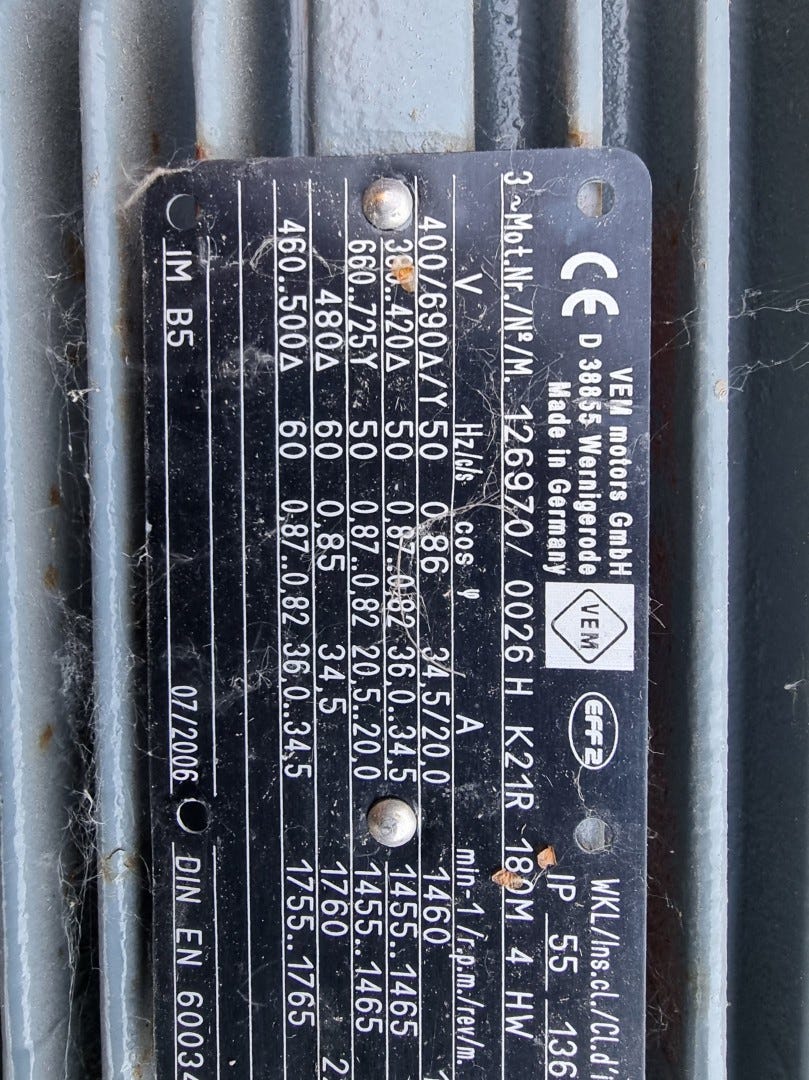 CE VEM motors GmbH
D 38855 Wernigerode
Made in Germany
VEM
EFF2
WKL/Ins.cl./Cl.d'i
IP 55 136
3~Mot.Nr./Nº/M. 126970/ 0026 H K21R 180M 4 HW
V Hz/c/s cos φ A min-1/r.p.m./rev/m.
400/690Δ/Y 50 0,86 34,5/20,0 1460
380..420Δ 50 0,87..0,82 36,0..34,5 1455..1465
660..725Y 50 0,87..0,82 20,5..20,0 1455..1465
480Δ 60 0,85 34,5 1760
460..500Δ 60 0,87..0,82 36,0..34,5 1755..1765
IM B5 07/2006 DIN EN 60034